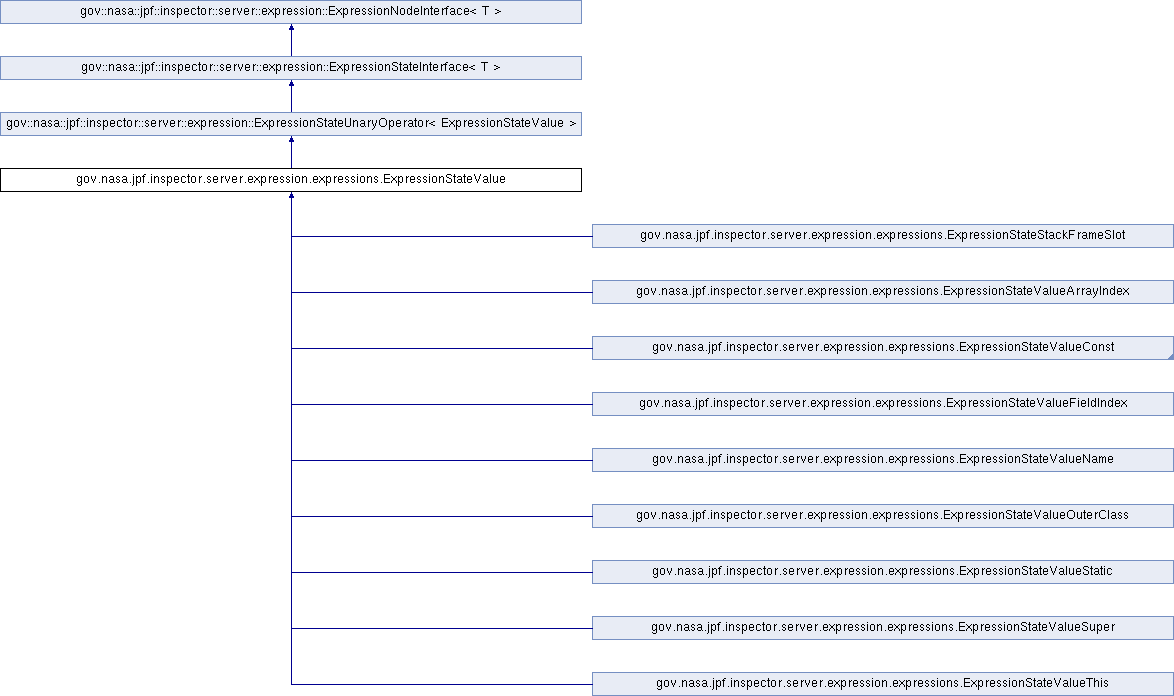 gov::nasa::jpf::inspector::server::expression::ExpressionNodeInterface< T >
gov::nasa::jpf::inspector::server::expression::ExpressionStateInterface< T >
gov::nasa::jpf::inspector::server::expression::ExpressionStateUnaryOperator< ExpressionStateValue >
gov.nasa.jpf.inspector.server.expression.expressions.ExpressionStateValue
gov.nasa.jpf.inspector.server.expression.expressions.ExpressionStateStackFrameSlot
gov.nasa.jpf.inspector.server.expression.expressions.ExpressionStateValueArrayIndex
gov.nasa.jpf.inspector.server.expression.expressions.ExpressionStateValueConst
gov.nasa.jpf.inspector.server.expression.expressions.ExpressionStateValueFieldIndex
gov.nasa.jpf.inspector.server.expression.expressions.ExpressionStateValueName
gov.nasa.jpf.inspector.server.expression.expressions.ExpressionStateValueOuterClass
gov.nasa.jpf.inspector.server.expression.expressions.ExpressionStateValueStatic
gov.nasa.jpf.inspector.server.expression.expressions.ExpressionStateValueSuper
gov.nasa.jpf.inspector.server.expression.expressions.ExpressionStateValueThis